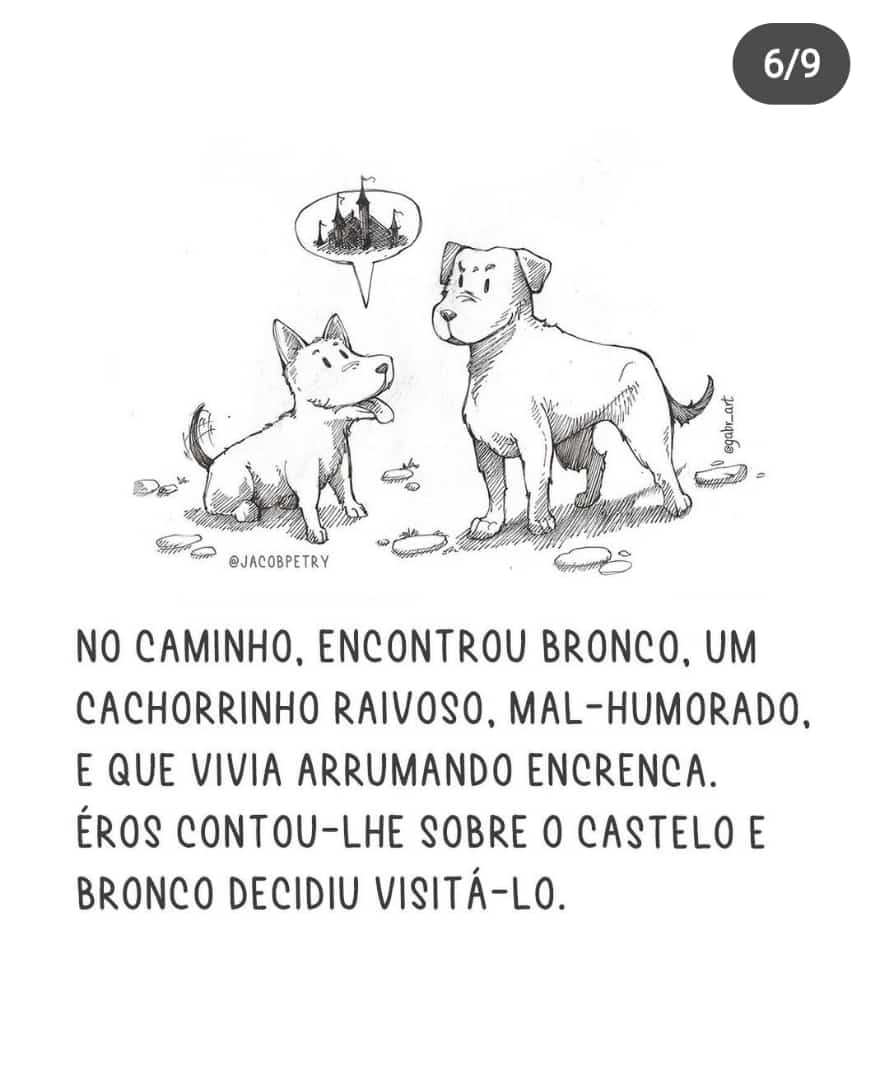 6/9
@gabr_art
@JACOBPETRY
NO CAMINHO, ENCONTROU BRONCO, UM
CACHORRINHO RAIVOSO, MAL-HUMORADO,
E QUE VIVIA ARRUMANDO ENCRENCA.
ÉROS CONTOU-LHE SOBRE O CASTELO E
BRONCO DECIDIU VISITÁ-LO.